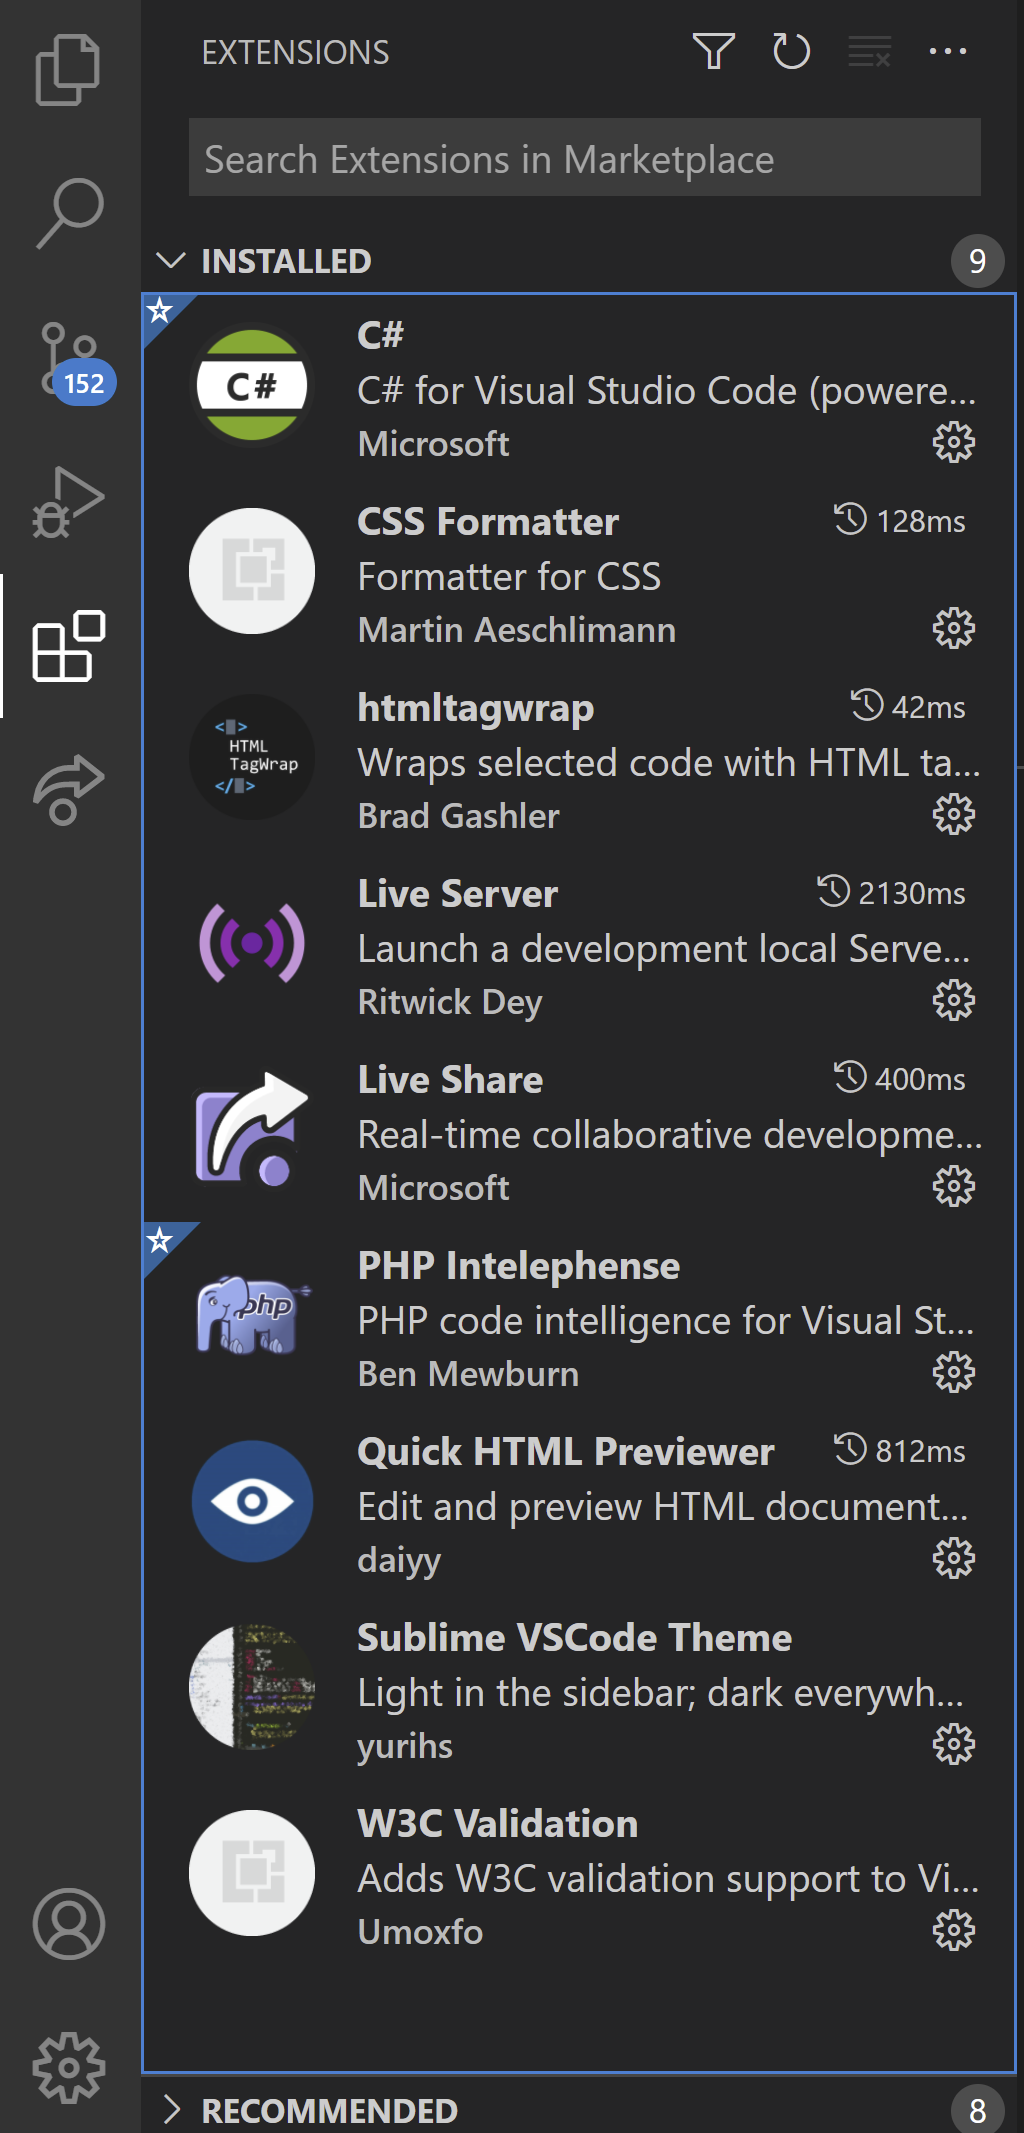 EXTENSIONS
Search Extensions in Marketplace
INSTALLED 9
C#
C#
C# for Visual Studio Code (powere...
Microsoft
152
CSS Formatter 128ms
Formatter for CSS
Martin Aeschlimann
htmltagwrap 42ms
<> HTML TagWrap </>
Wraps selected code with HTML ta...
Brad Gashler
Live Server 2130ms
Launch a development local Serve...
Ritwick Dey
Live Share 400ms
Real-time collaborative developme...
Microsoft
PHP Intelephense
php
PHP code intelligence for Visual St...
Ben Mewburn
Quick HTML Previewer 812ms
Edit and preview HTML document...
daiyy
Sublime VSCode Theme
Light in the sidebar; dark everywh...
yurihs
W3C Validation
Adds W3C validation support to Vi...
Umoxfo
RECOMMENDED 8